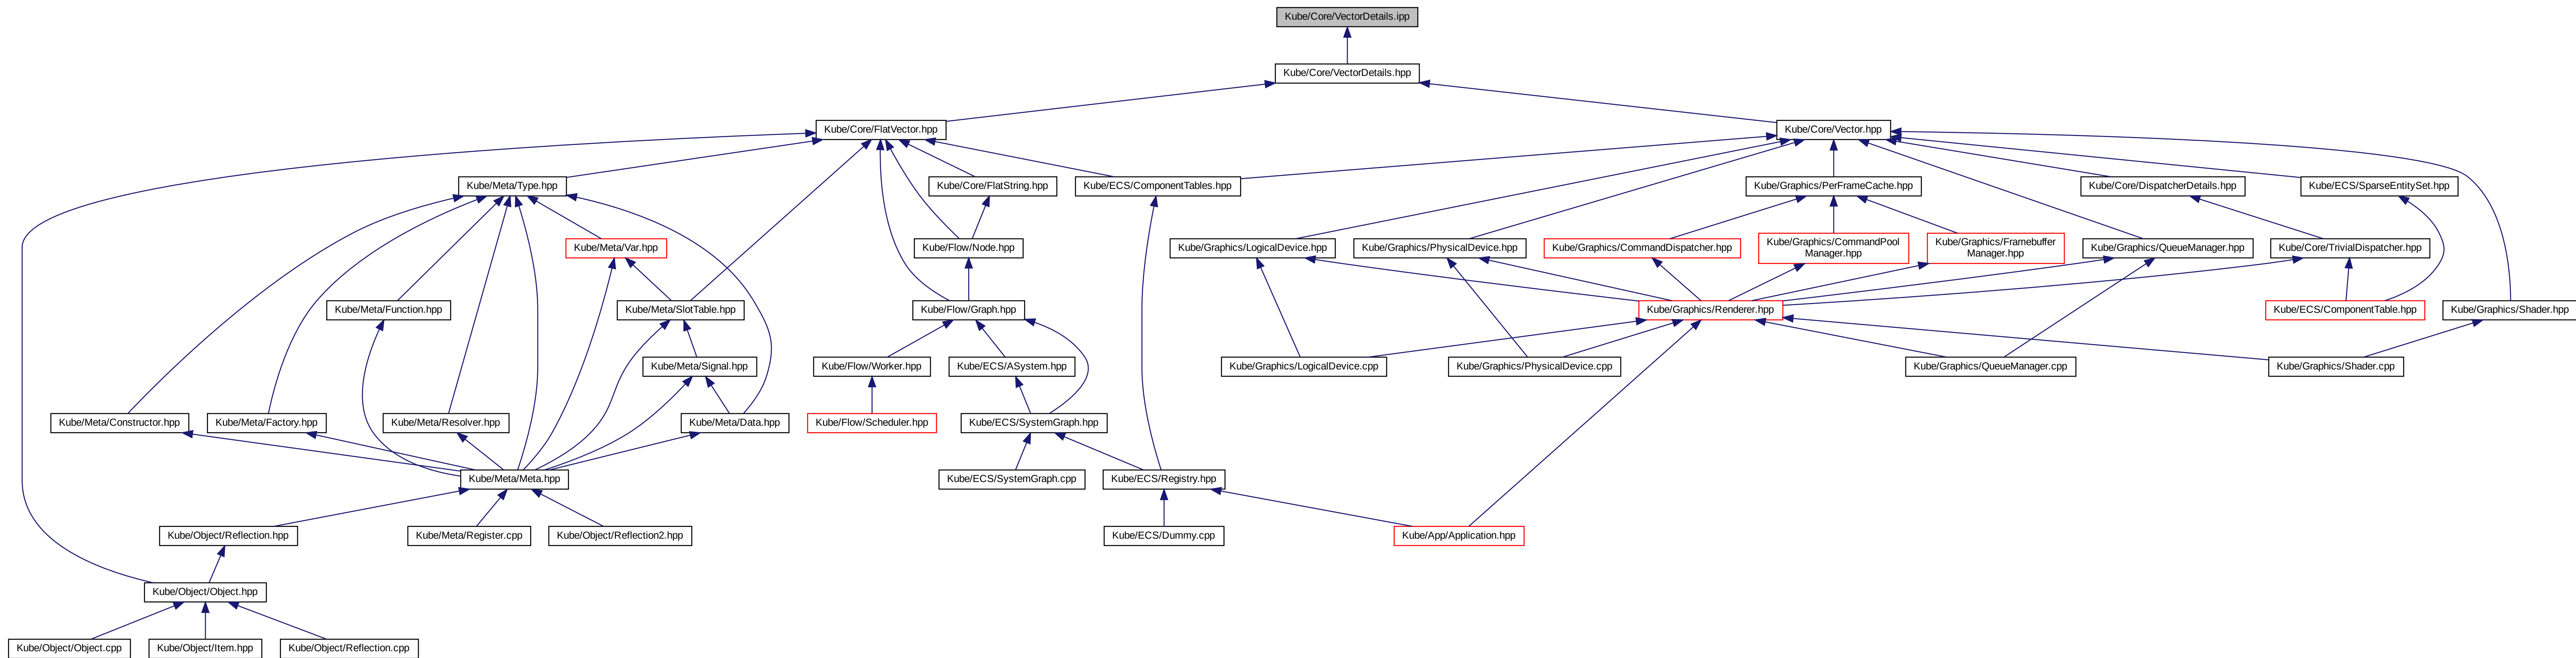 Kube/Core/VectorDetails.ipp
Kube/Core/VectorDetails.hpp
Kube/Core/FlatVector.hpp
Kube/Core/Vector.hpp
Kube/Meta/Type.hpp
Kube/Core/FlatString.hpp
Kube/ECS/ComponentTables.hpp
Kube/Graphics/PerFrameCache.hpp
Kube/Core/DispatcherDetails.hpp
Kube/ECS/SparseEntitySet.hpp
Kube/Meta/Var.hpp
Kube/Flow/Node.hpp
Kube/Graphics/LogicalDevice.hpp
Kube/Graphics/PhysicalDevice.hpp
Kube/Graphics/CommandDispatcher.hpp
Kube/Graphics/CommandPool
Manager.hpp
Kube/Graphics/Framebuffer
Manager.hpp
Kube/Graphics/QueueManager.hpp
Kube/Core/TrivialDispatcher.hpp
Kube/Meta/Function.hpp
Kube/Meta/SlotTable.hpp
Kube/Flow/Graph.hpp
Kube/Graphics/Renderer.hpp
Kube/ECS/ComponentTable.hpp
Kube/Graphics/Shader.hpp
Kube/Meta/Signal.hpp
Kube/Flow/Worker.hpp
Kube/ECS/ASystem.hpp
Kube/Graphics/LogicalDevice.cpp
Kube/Graphics/PhysicalDevice.cpp
Kube/Graphics/QueueManager.cpp
Kube/Graphics/Shader.cpp
Kube/Meta/Constructor.hpp
Kube/Meta/Factory.hpp
Kube/Meta/Resolver.hpp
Kube/Meta/Data.hpp
Kube/Flow/Scheduler.hpp
Kube/ECS/SystemGraph.hpp
Kube/Meta/Meta.hpp
Kube/ECS/SystemGraph.cpp
Kube/ECS/Registry.hpp
Kube/Object/Reflection.hpp
Kube/Meta/Register.cpp
Kube/Object/Reflection2.hpp
Kube/ECS/Dummy.cpp
Kube/App/Application.hpp
Kube/Object/Object.hpp
Kube/Object/Object.cpp
Kube/Object/Item.hpp
Kube/Object/Reflection.cpp